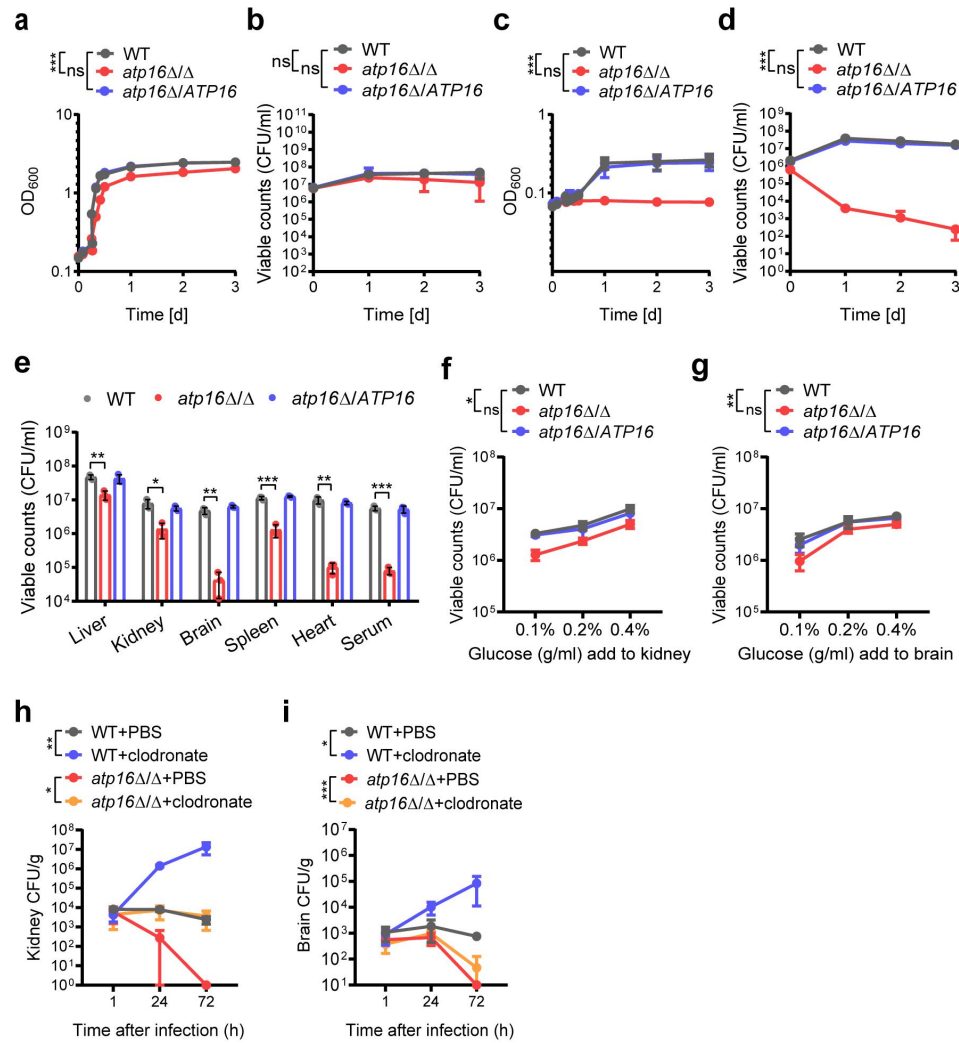 a
WT
atp16Δ/Δ
atp16Δ/ATP16
***
ns
OD600
10
1
0.1
0 1 2 3
Time [d]
b
WT
atp16Δ/Δ
atp16Δ/ATP16
ns
ns
Viable counts (CFU/ml)
10^11
10^10
10^9
10^8
10^7
10^6
10^5
10^4
10^3
10^2
0 1 2 3
Time [d]
c
WT
atp16Δ/Δ
atp16Δ/ATP16
***
ns
OD600
1
0.1
0 1 2 3
Time [d]
d
WT
atp16Δ/Δ
atp16Δ/ATP16
***
ns
Viable counts (CFU/ml)
10^9
10^8
10^7
10^6
10^5
10^4
10^3
10^2
10^1
10^0
0 1 2 3
Time [d]
e
WT atp16Δ/Δ atp16Δ/ATP16
Viable counts (CFU/ml)
10^9
10^8
10^7
10^6
10^5
10^4
** * ** *** ** ***
Liver Kidney Brain Spleen Heart Serum
f
WT
atp16Δ/Δ
atp16Δ/ATP16
*
ns
Viable counts (CFU/ml)
10^8
10^7
10^6
10^5
0.1% 0.2% 0.4%
Glucose (g/ml) add to kidney
g
WT
atp16Δ/Δ
atp16Δ/ATP16
**
ns
Viable counts (CFU/ml)
10^8
10^7
10^6
10^5
0.1% 0.2% 0.4%
Glucose (g/ml) add to brain
h
WT+PBS
WT+clodronate
atp16Δ/Δ+PBS
atp16Δ/Δ+clodronate
**
*
Kidney CFU/g
10^8
10^7
10^6
10^5
10^4
10^3
10^2
10^1
10^0
1 24 72
Time after infection (h)
i
WT+PBS
WT+clodronate
atp16Δ/Δ+PBS
atp16Δ/Δ+clodronate
*
***
Brain CFU/g
10^7
10^6
10^5
10^4
10^3
10^2
10^1
1 24 72
Time after infection (h)